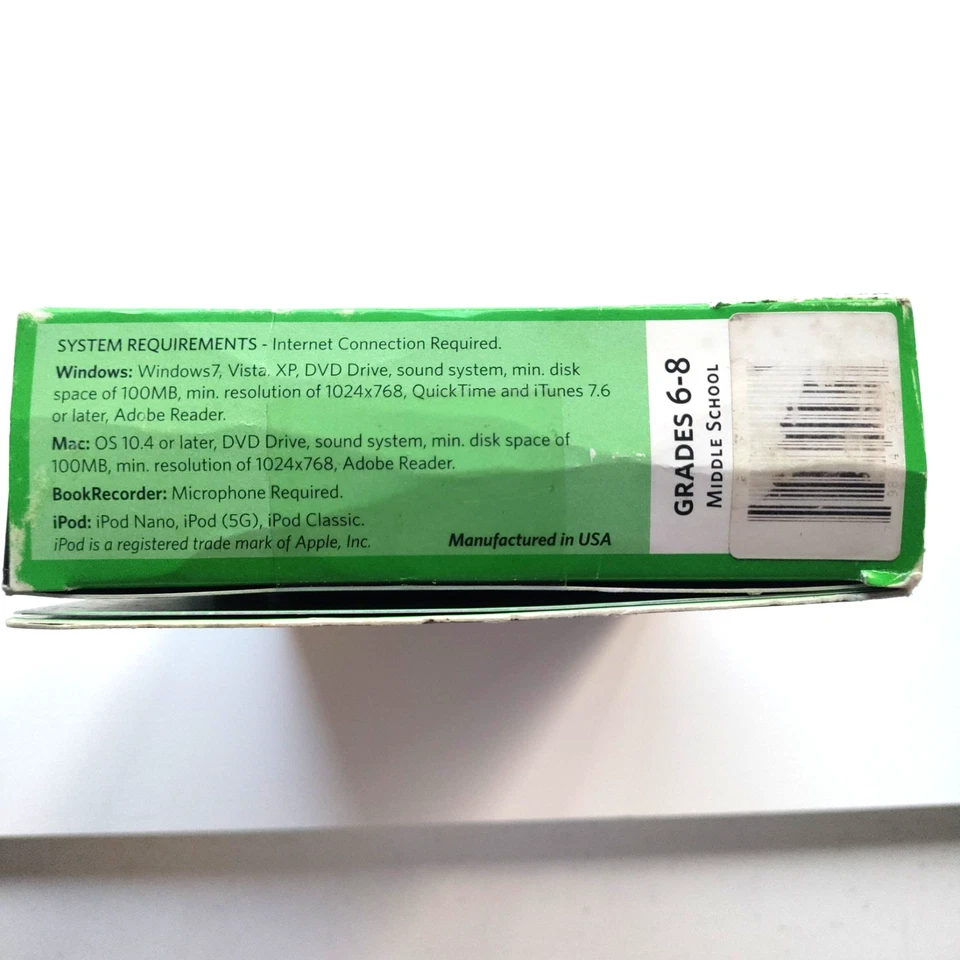 SYSTEM REQUIREMENTS - Internet Connection Required.
Windows: Windows7, Vista, XP, DVD Drive, sound system, min. disk
space of 100MB, min. resolution of 1024x768, QuickTime and iTunes 7.6
or later, Adobe Reader.
Mac: OS 10.4 or later, DVD Drive, sound system, min. disk space of
100MB, min. resolution of 1024x768, Adobe Reader.
BookRecorder: Microphone Required.
iPod: iPod Nano, iPod (5G), iPod Classic.
iPod is a registered trade mark of Apple, Inc.
Manufactured in USA
GRADES 6-8
MIDDLE SCHOOL